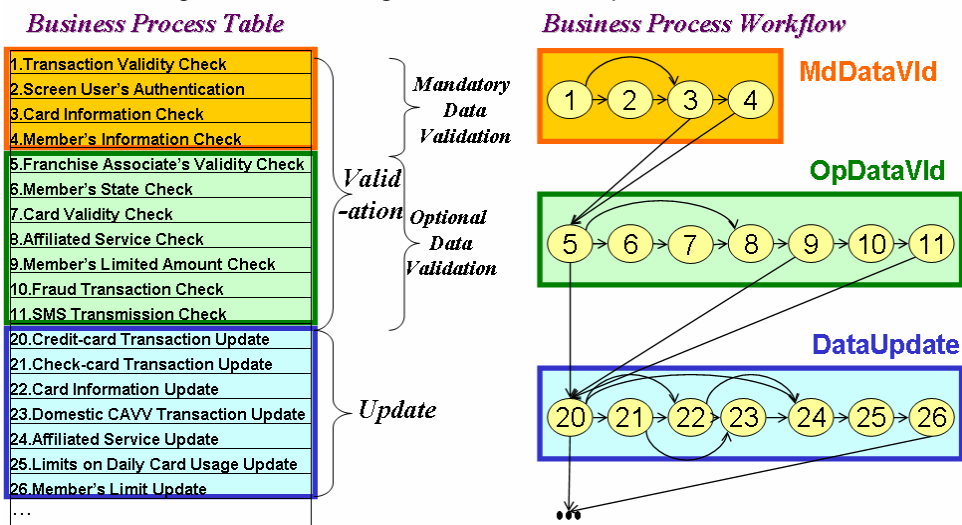 Business Process Table
1.Transaction Validity Check
2.Screen User's Authentication
3.Card Information Check
4.Member's Information Check
5.Franchise Associate's Validity Check
6.Member's State Check
7.Card Validity Check
8.Affiliated Service Check
9.Member's Limited Amount Check
10.Fraud Transaction Check
11.SMS Transmission Check
20.Credit-card Transaction Update
21.Check-card Transaction Update
22.Card Information Update
23.Domestic CAVV Transaction Update
24.Affiliated Service Update
25.Limits on Daily Card Usage Update
26.Member's Limit Update
...
Valid
-ation
Mandatory
Data
Validation
Optional
Data
Validation
Update
Business Process Workflow
MdDataVld
1 2 3 4
OpDataVld
5 6 7 8 9 10 11
DataUpdate
20 21 22 23 24 25 26
...